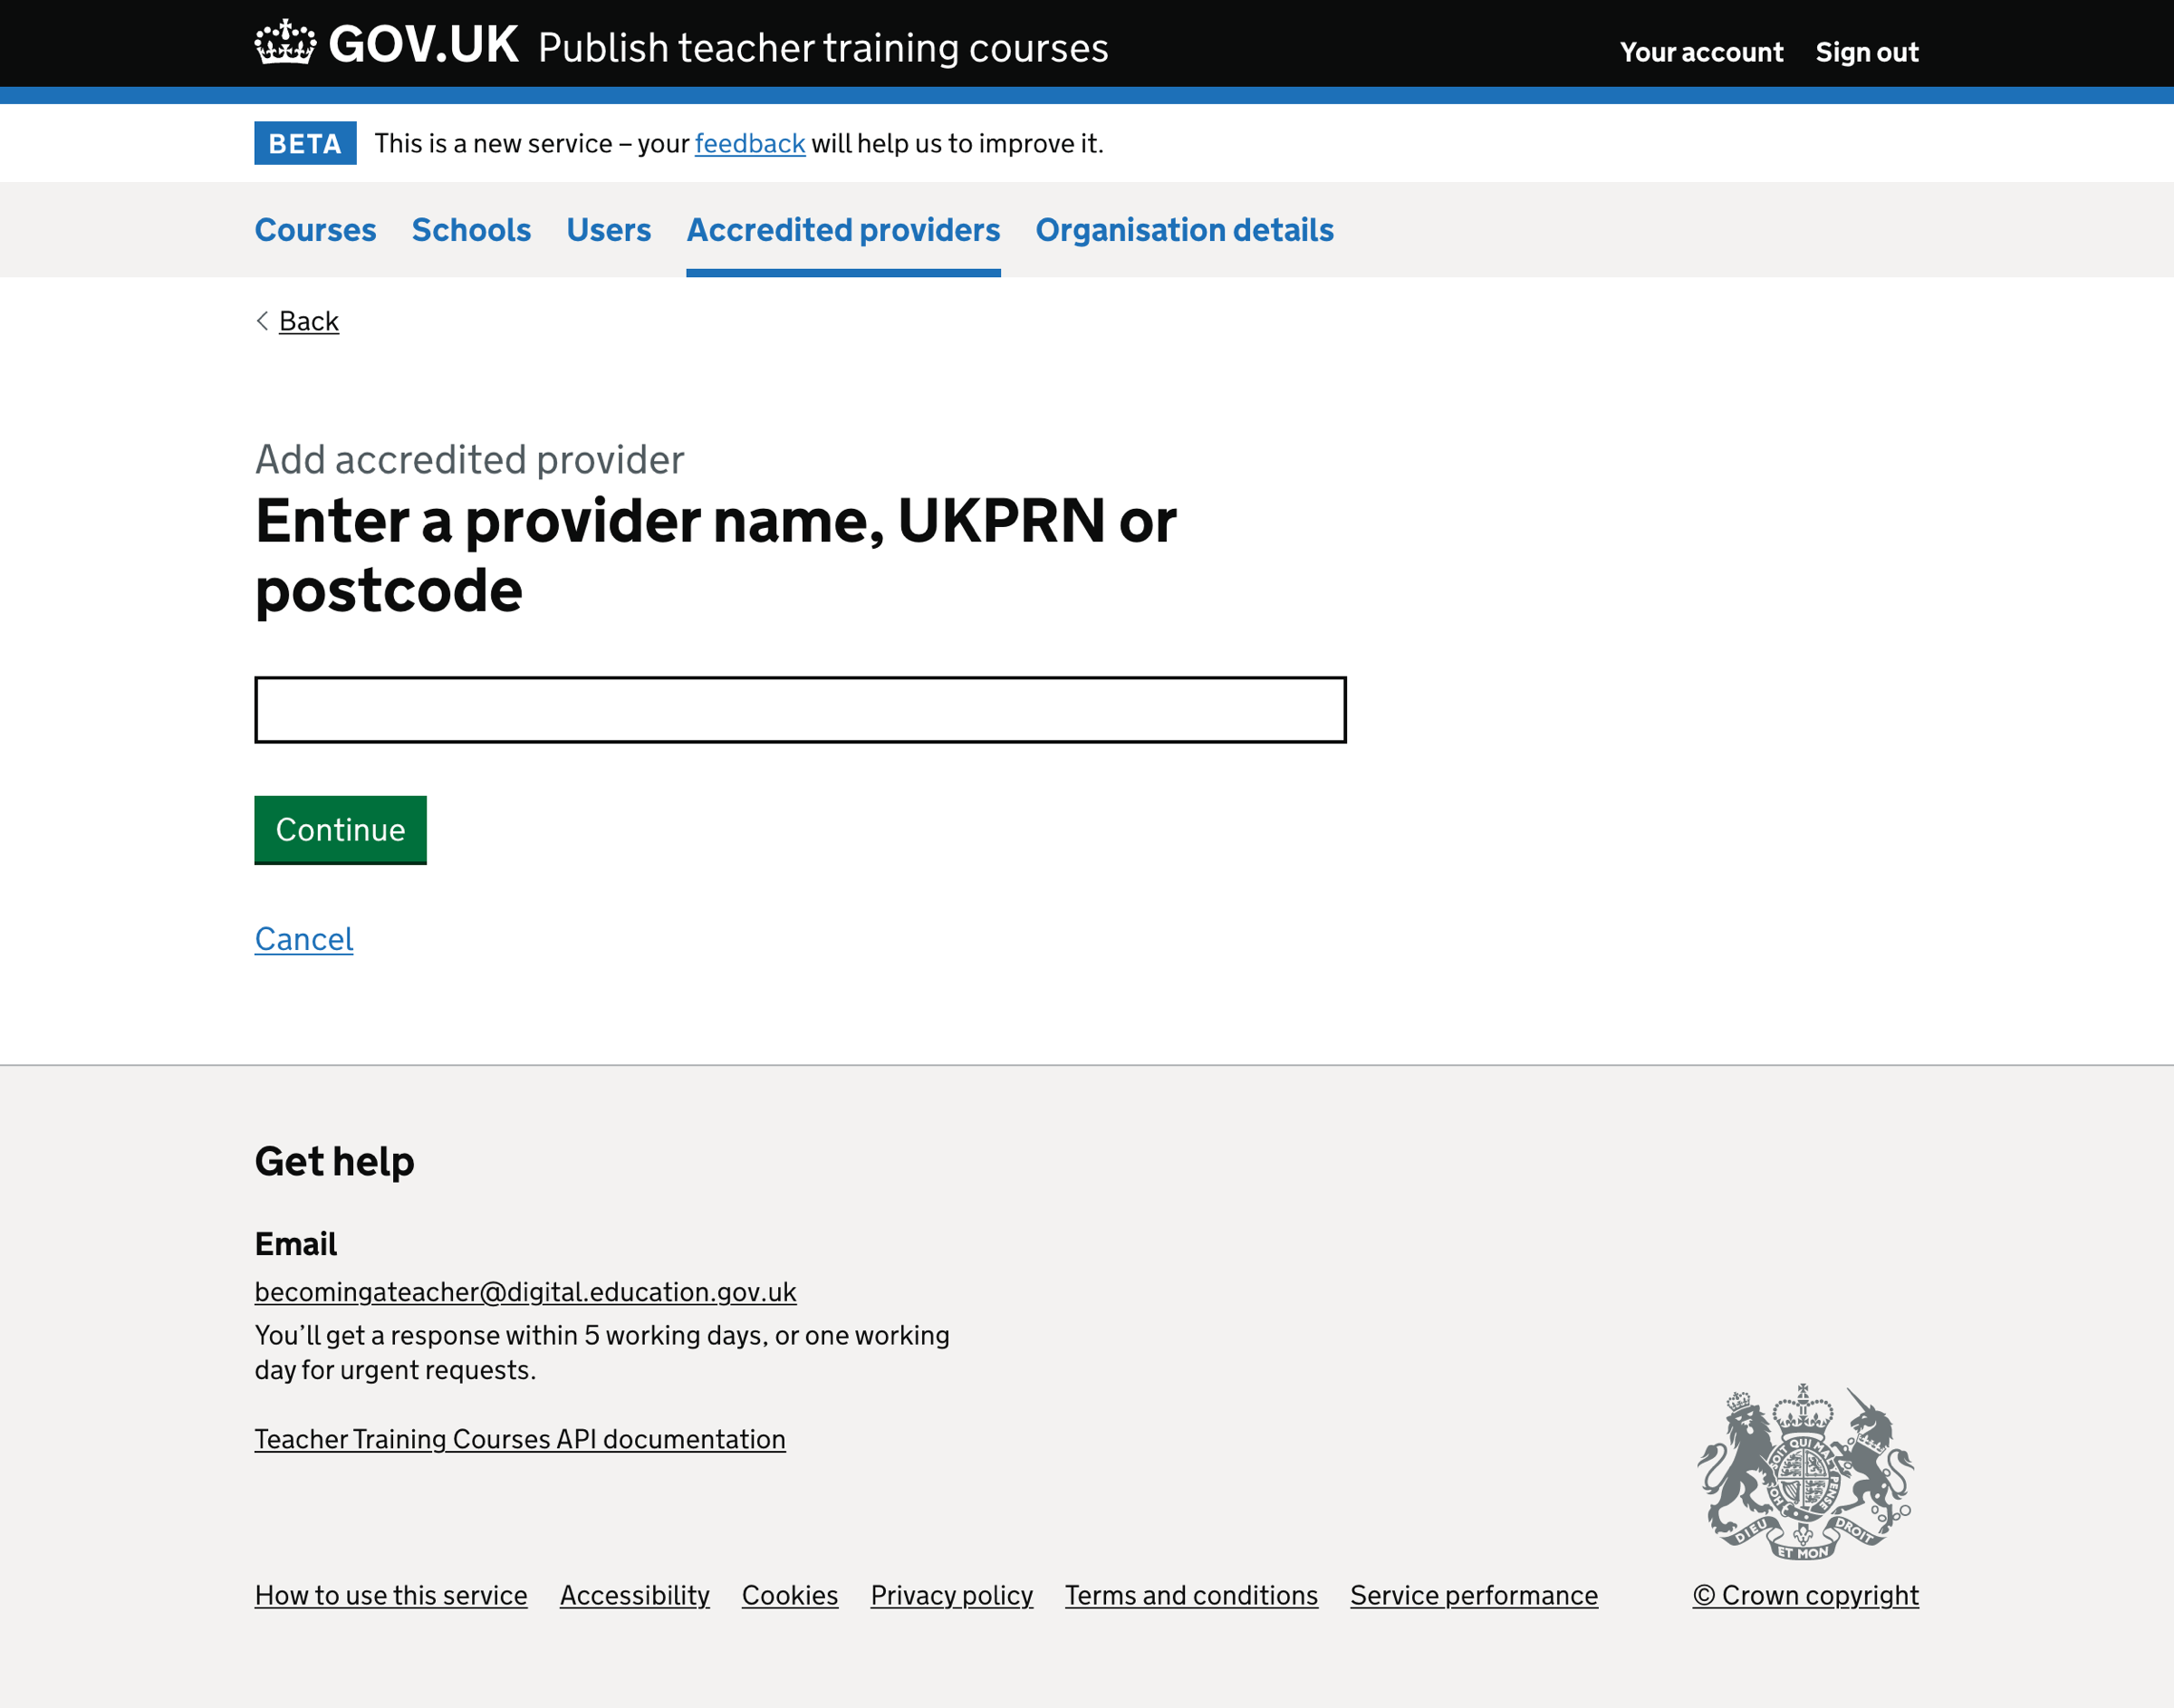 GOV.UK Publish teacher training courses
Your account Sign out
BETA This is a new service – your feedback will help us to improve it.
Courses Schools Users Accredited providers Organisation details
Back
Add accredited provider
Enter a provider name, UKPRN or
postcode
Continue
Cancel
Get help
Email
becomingateacher@digital.education.gov.uk
You’ll get a response within 5 working days, or one working
day for urgent requests.
Teacher Training Courses API documentation
HONI SOIT QUI MAL Y PENSE
DIEU ET MON DROIT
How to use this service Accessibility Cookies Privacy policy Terms and conditions Service performance © Crown copyright